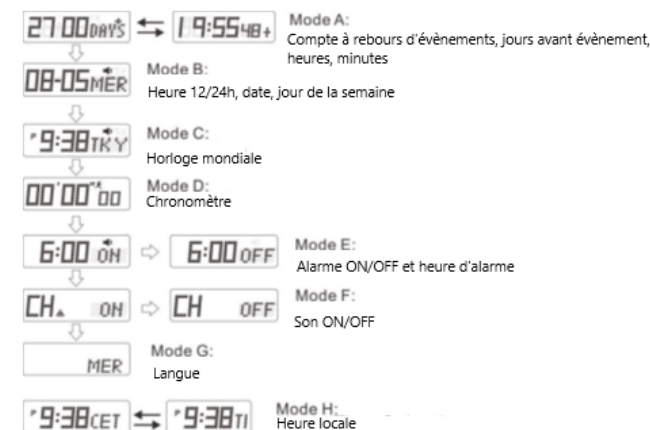 27 00 DAYS 19:55 48+ Mode A:
Compte à rebours d'évènements, jours avant évènement,
heures, minutes
08-05 MER Mode B:
Heure 12/24h, date, jour de la semaine
P 9:38 TKY Mode C:
Horloge mondiale
00'00"00 Mode D:
Chronomètre
6:00 ON 6:00 OFF Mode E:
Alarme ON/OFF et heure d'alarme
CH ON CH OFF Mode F:
Son ON/OFF
MER Mode G:
Langue
9:38 CET 9:38 TI Mode H:
Heure locale